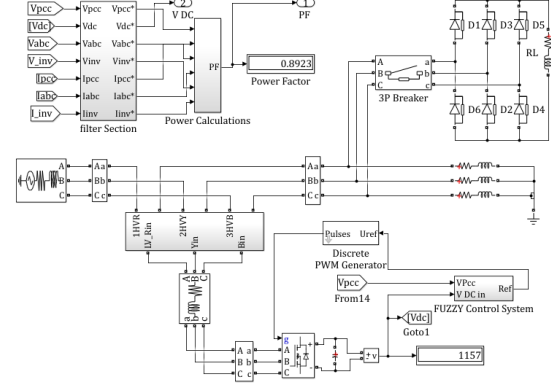 Vpcc
Vpcc Vpcc*
2
V DC
1
PF
[Vdc]
Vdc Vdc*
Vabc
Vabc Vabc*
V_inv
Vinv Vinv*
[Ipcc
Ipcc Ipcc*
[Iabc
Iabc Iabc*
I_inv
Iinv Iinv*
filter Section
PF
Power Calculations
0.8923
Power Factor
A a
B b
C c
3P Breaker
D1 D3 D5
RL
D6 D2 D4
A
B
C
Aa
Bb
C c
Aa
Bb
C c
1HVR
LV_Rin
2HVY
Yin
3HVB
Bin
A B C
a b c
A a
B b
C c
g
A
B
C
+
-
+ v
-
Pulses Uref
Discrete
PWM Generator
Vpcc
From14
VPcc
V DC in
Ref
FUZZY Control System
[Vdc]
Goto1
1157